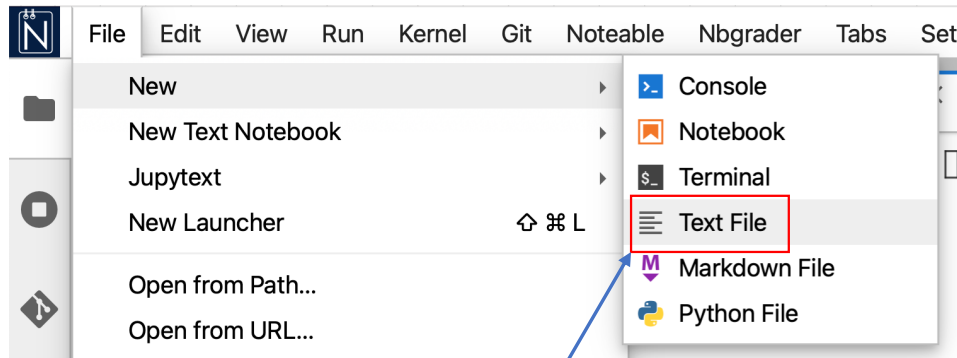 N
File Edit View Run Kernel Git Noteable Nbgrader Tabs Set
New
New Text Notebook
Jupytext
New Launcher ⇧ ⌘ L
Open from Path...
Open from URL...
Console
Notebook
$_ Terminal
Text File
M Markdown File
Python File